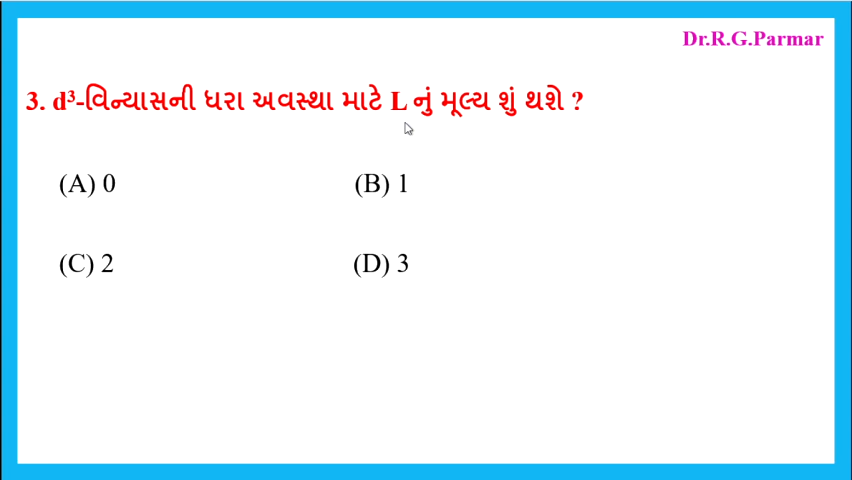 Dr.R.G.Parmar
3. d³-વિન્યાસની ધરા અવસ્થા માટે L નું મૂલ્ય શું થશે ?
(A) 0 (B) 1
(C) 2 (D) 3